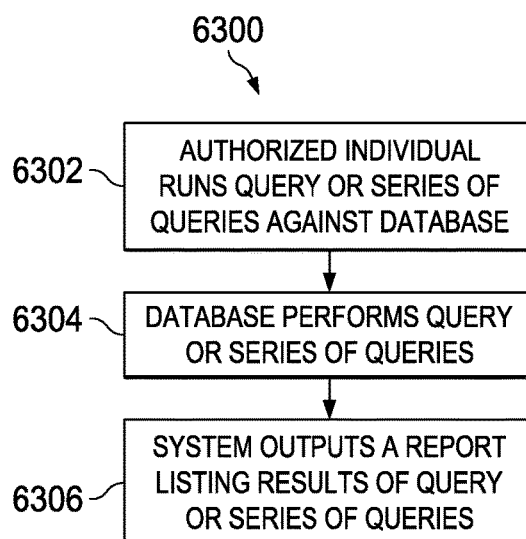 6300
6302
AUTHORIZED INDIVIDUAL
RUNS QUERY OR SERIES OF
QUERIES AGAINST DATABASE
6304
DATABASE PERFORMS QUERY
OR SERIES OF QUERIES
6306
SYSTEM OUTPUTS A REPORT
LISTING RESULTS OF QUERY
OR SERIES OF QUERIES